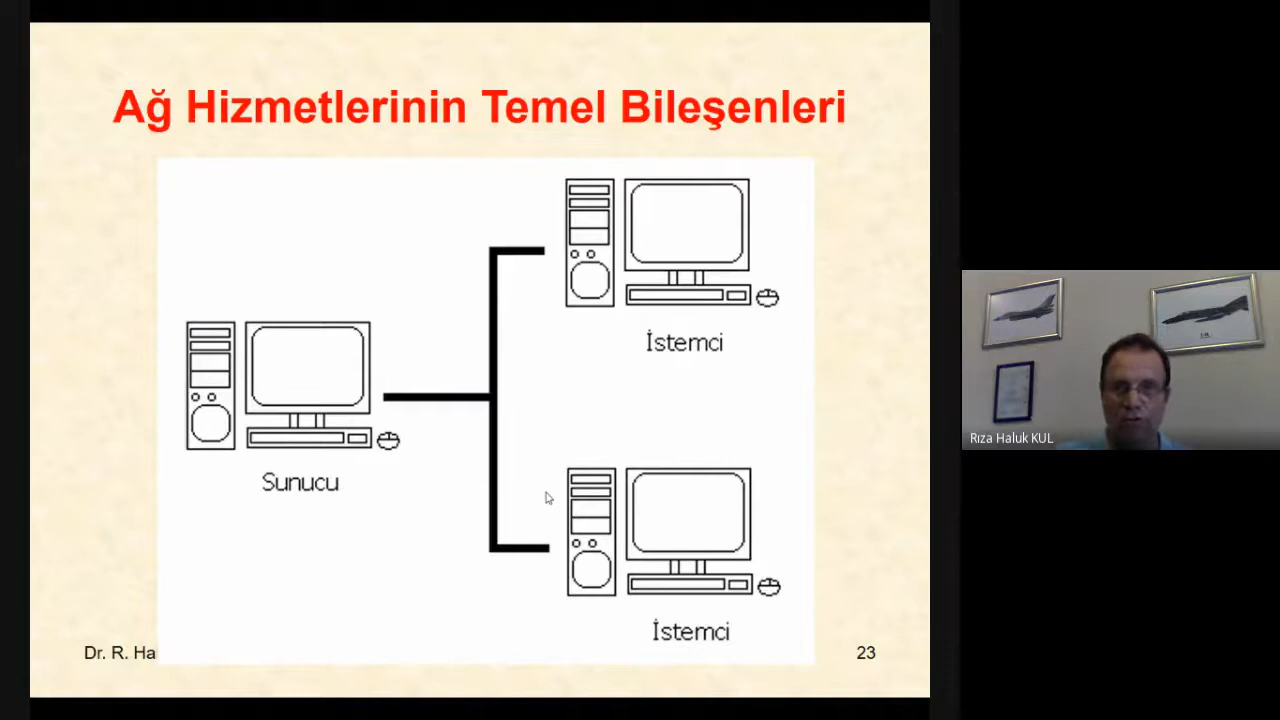 Ağ Hizmetlerinin Temel Bileşenleri
İstemci
Sunucu
İstemci
Dr. R. Ha
23
Rıza Haluk KUL